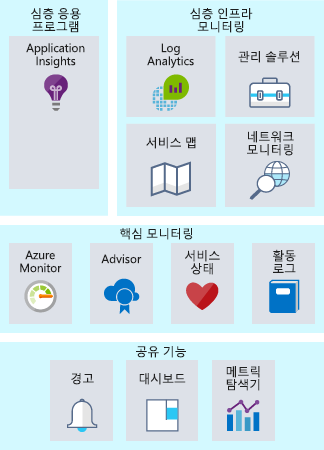 심층 응용
프로그램
Application
Insights
심층 인프라
모니터링
Log
Analytics
관리 솔루션
서비스 맵
네트워크
모니터링
핵심 모니터링
Azure
Monitor
Advisor
서비스
상태
활동
로그
공유 기능
경고
대시보드
메트릭
탐색기